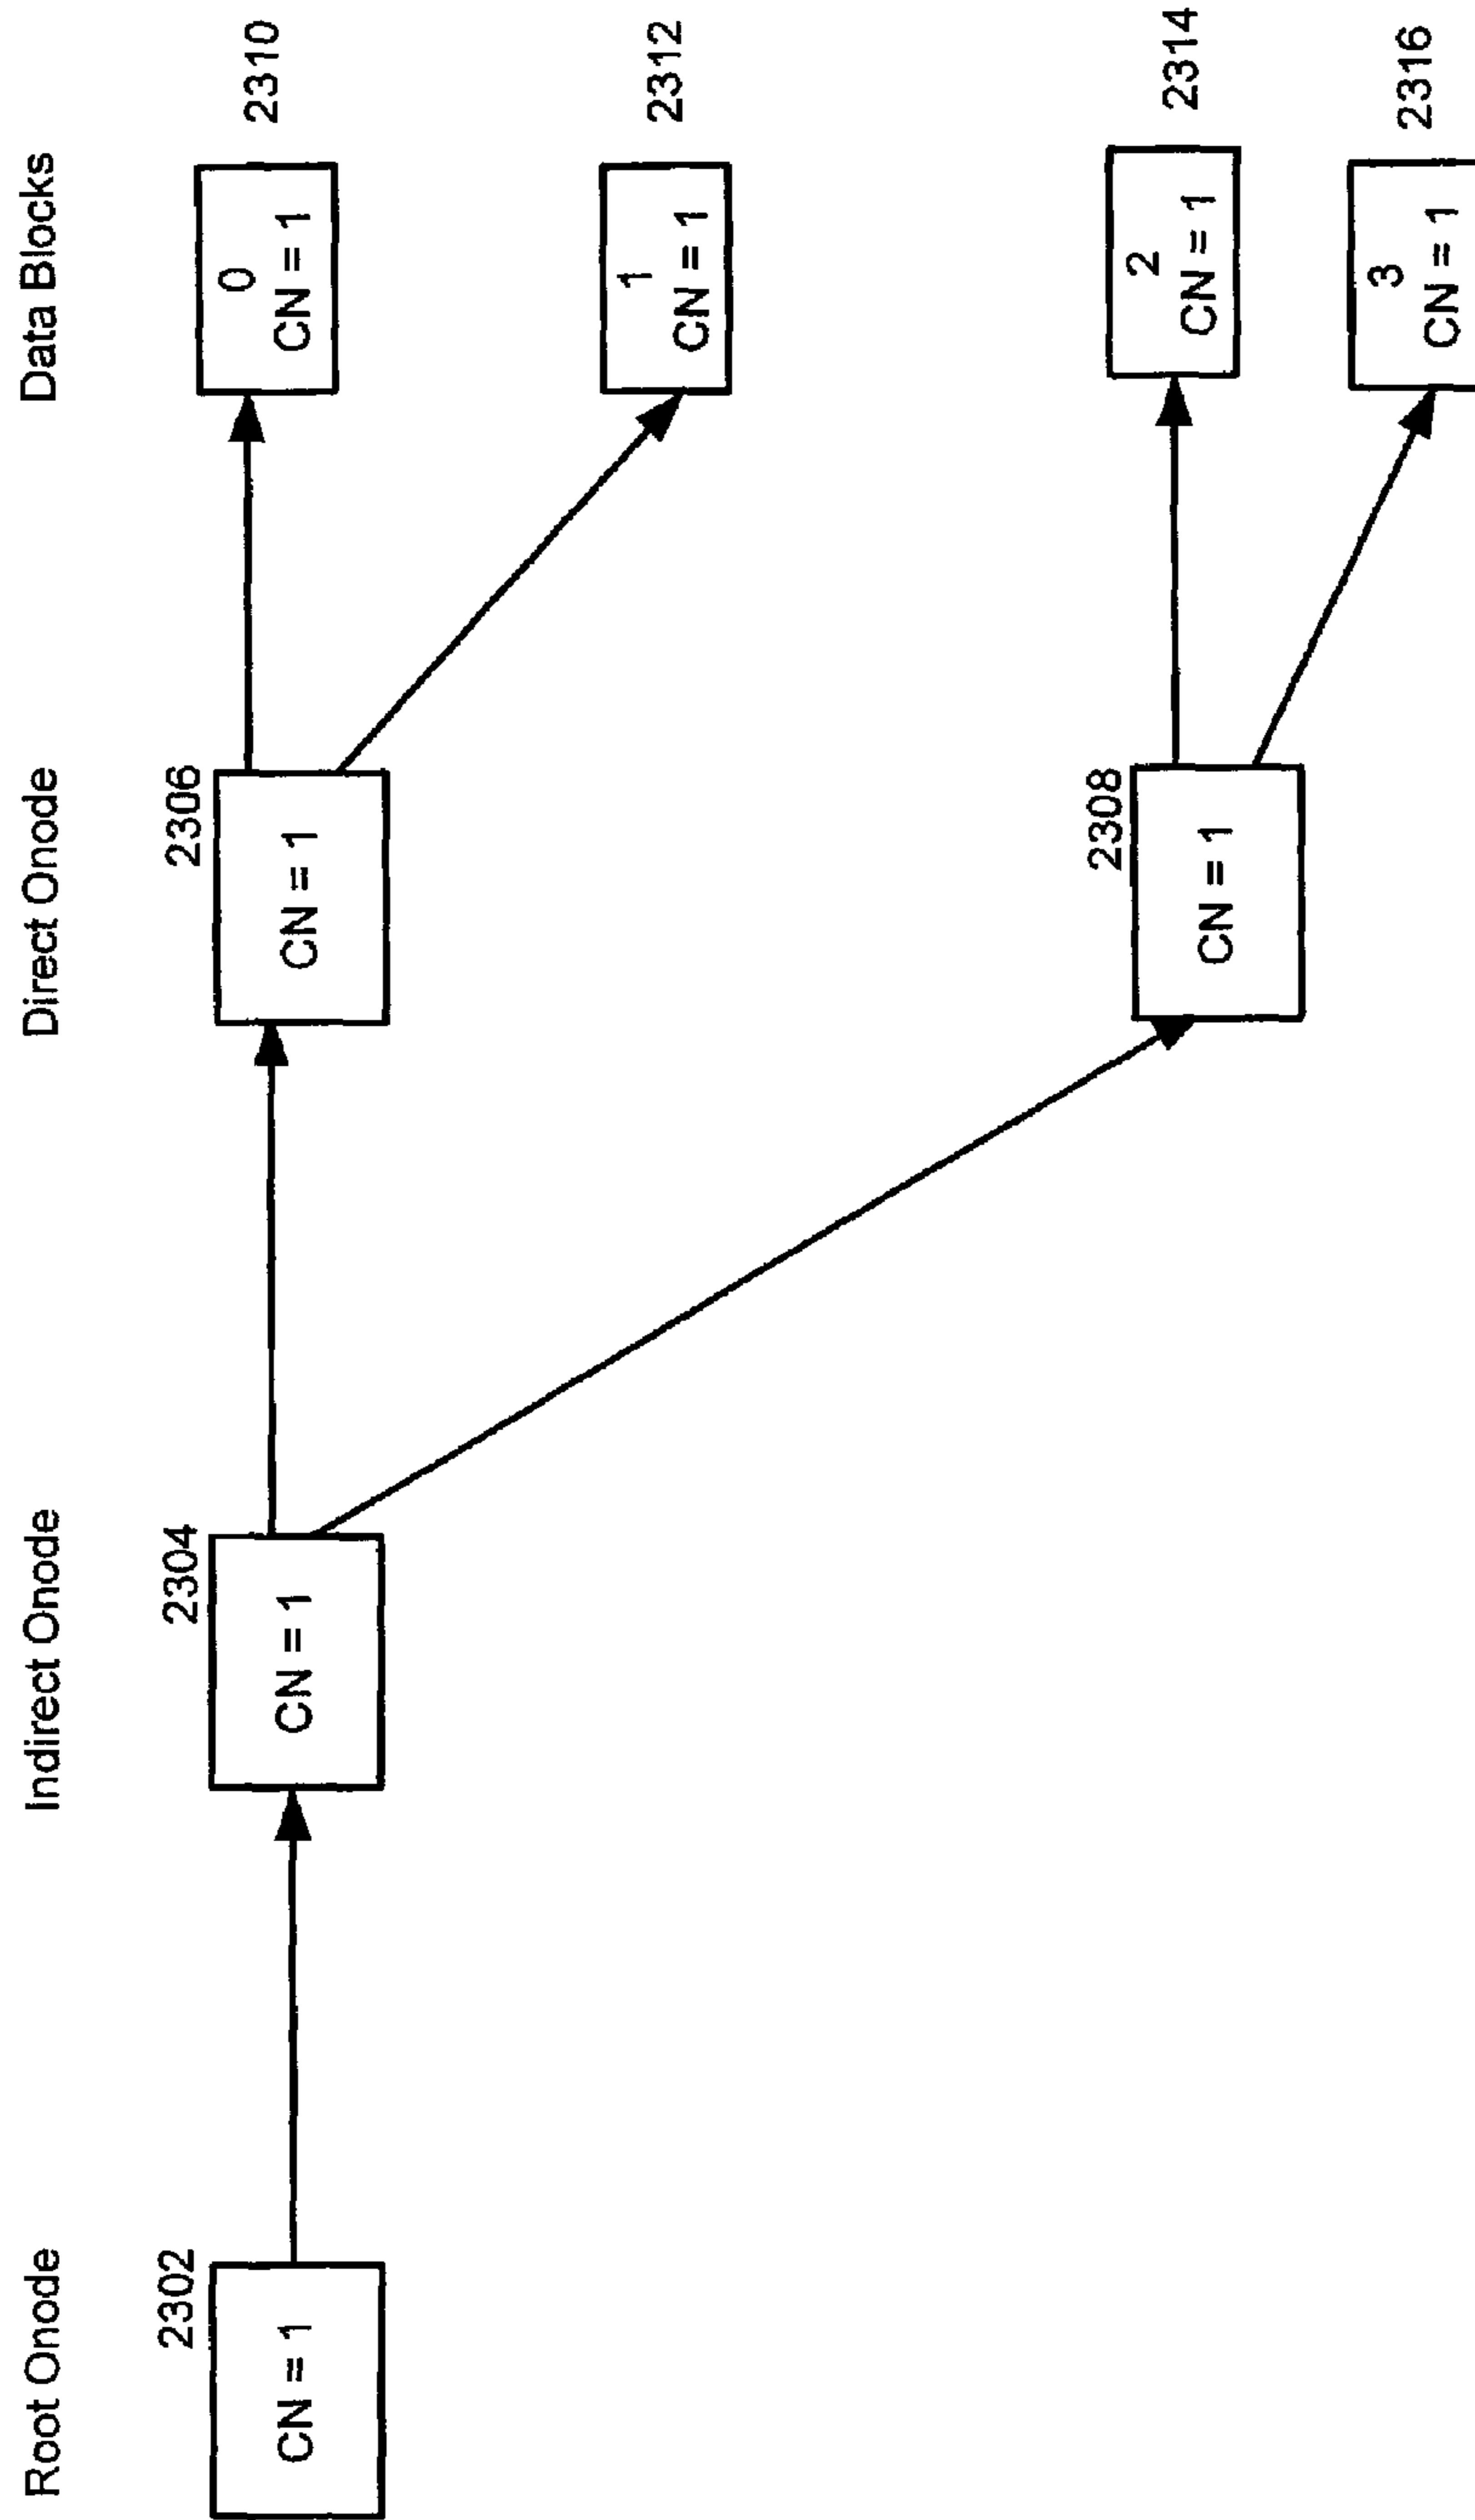 Root Onode
Indirect Onode
Direct Onode
Data Blocks
2302
CN = 1
2304
CN = 1
2306
CN =1
0
CN = 1
2310
1
CN = 1
2312
2308
CN = 1
2
CN = 1
2314
3
CN = 1
2316